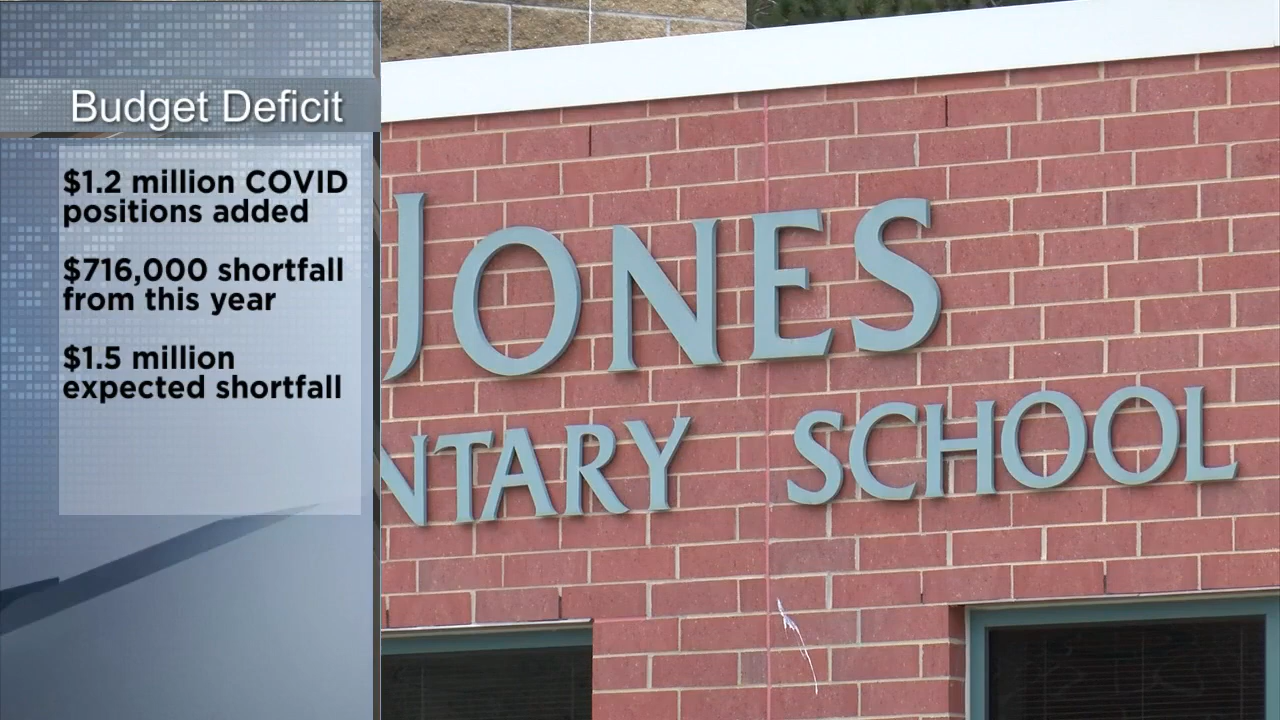 Budget Deficit
$1.2 million COVID
positions added
$716,000 shortfall
from this year
$1.5 million
expected shortfall
JONES
NTARY SCHOOL